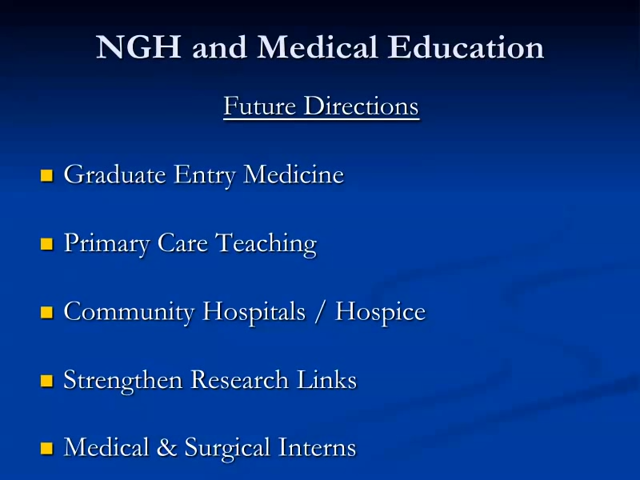 NGH and Medical Education
Future Directions
Graduate Entry Medicine
Primary Care Teaching
Community Hospitals / Hospice
Strengthen Research Links
Medical & Surgical Interns